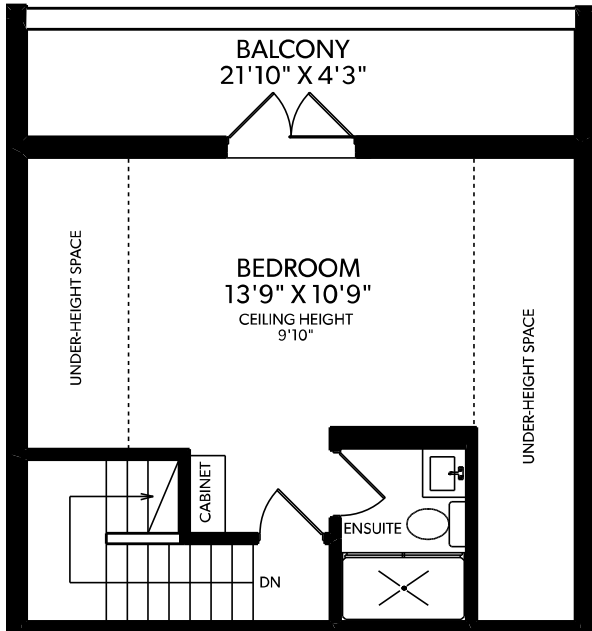 BALCONY
21'10" X 4'3"
BEDROOM
13'9" X 10'9"
CEILING HEIGHT
9'10"
UNDER-HEIGHT SPACE
UNDER-HEIGHT SPACE
CABINET
ENSUITE
DN